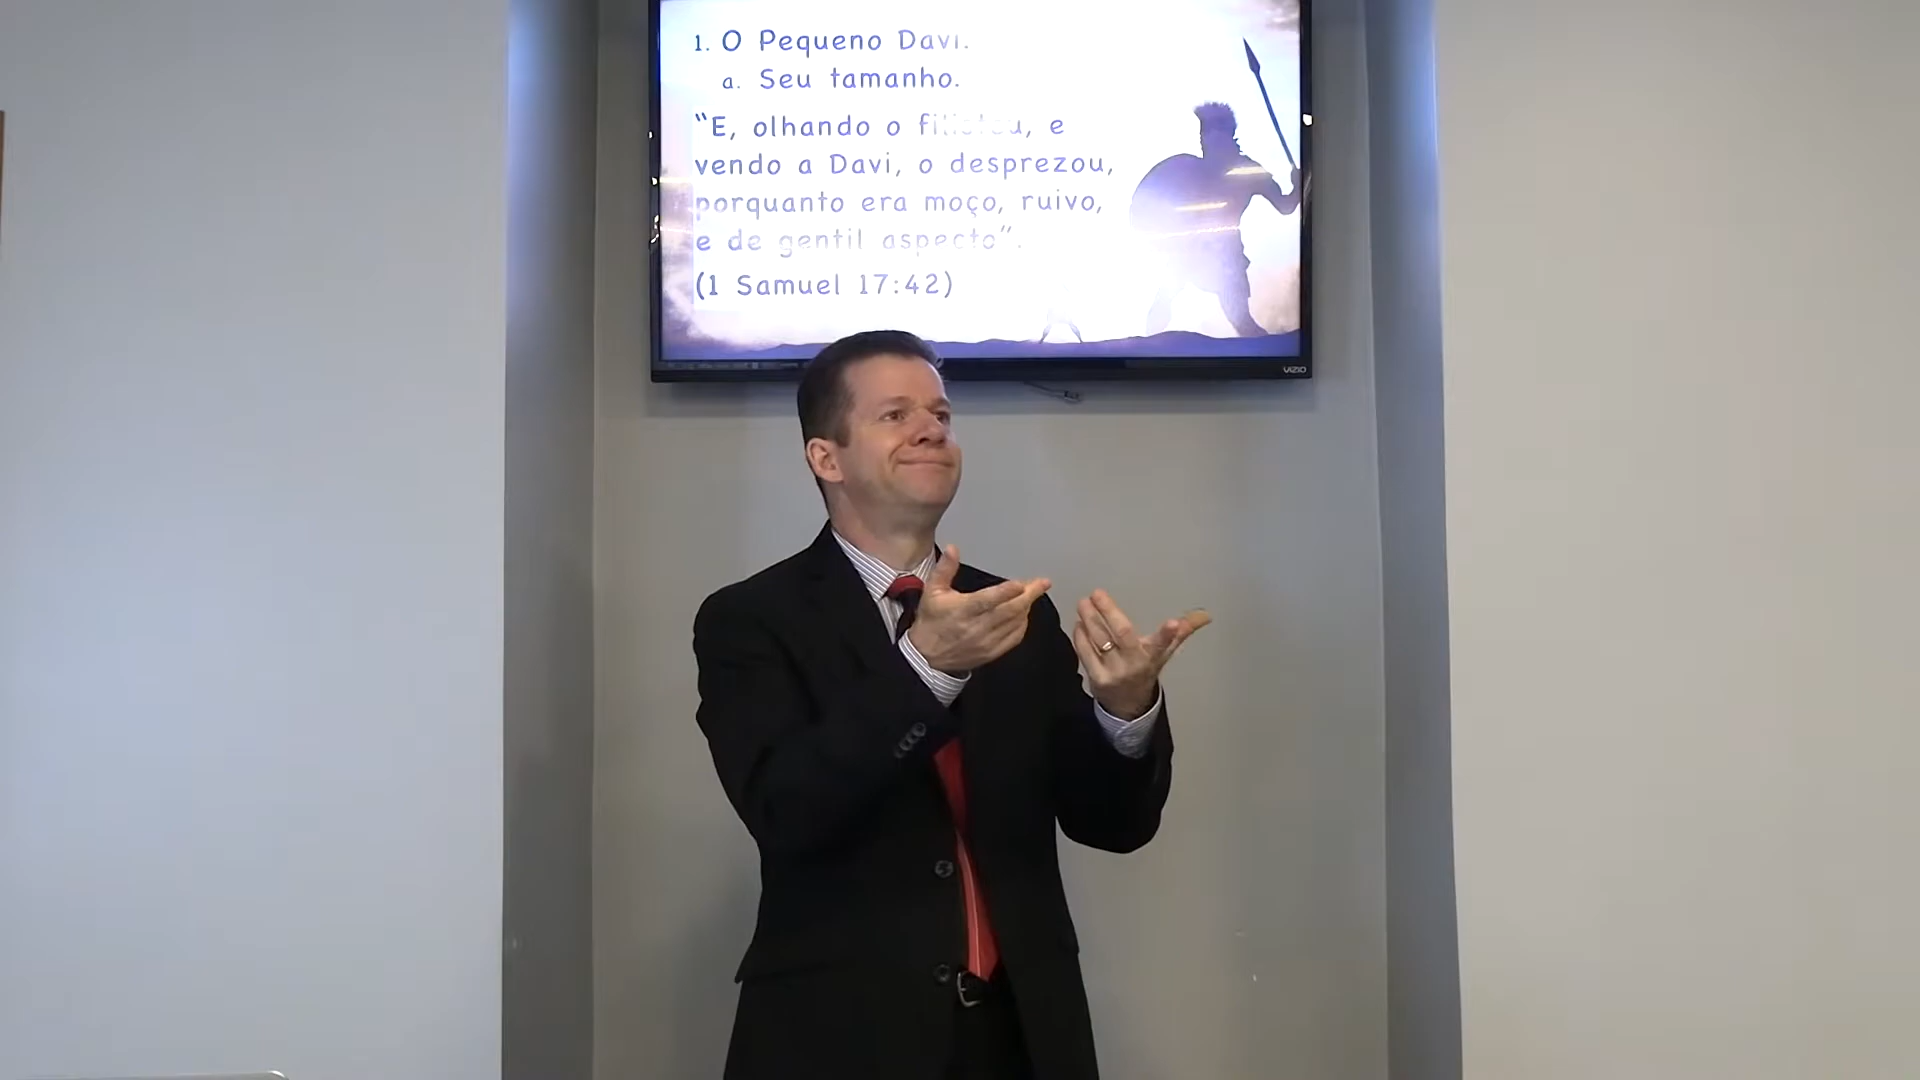 1. O Pequeno Davi.
a. Seu tamanho.
“E, olhando o filisteu, e
vendo a Davi, o desprezou,
porquanto era moço, ruivo,
e de gentil aspecto”.
(1 Samuel 17:42)
VIZIO